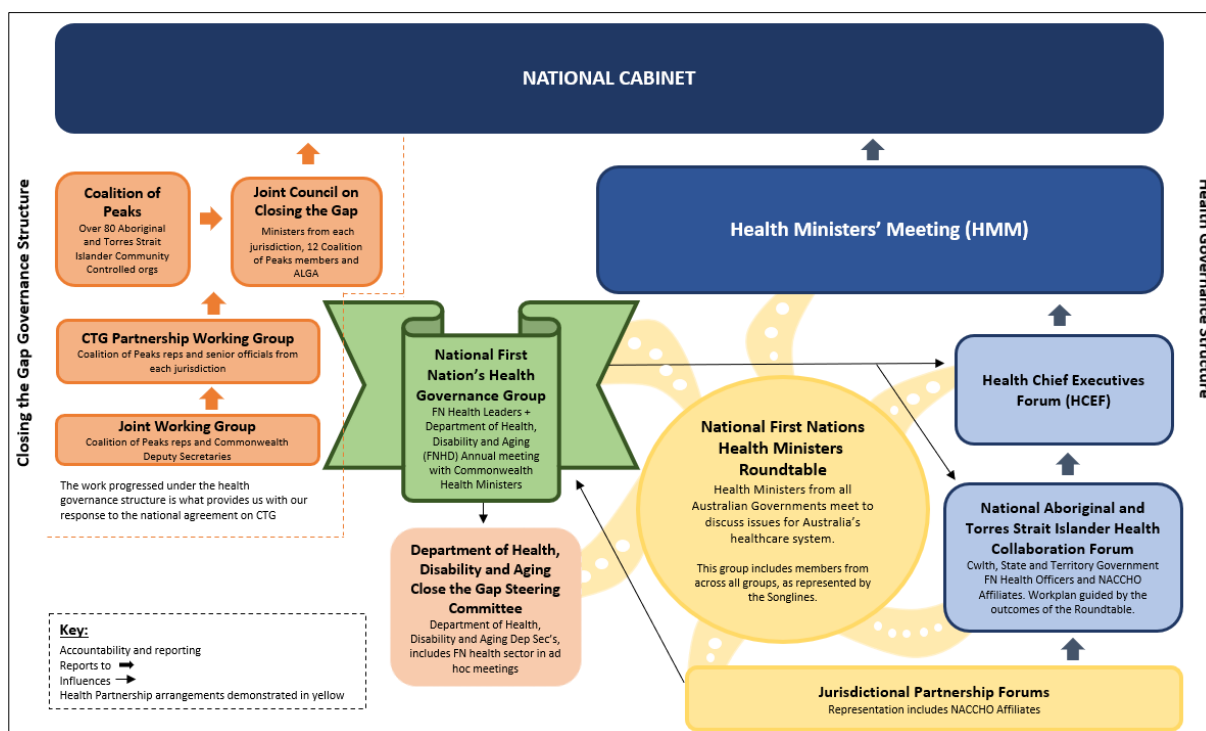 NATIONAL CABINET
Closing the Gap Governance Structure
Coalition of
Peaks
Over 80 Aboriginal
and Torres Strait
Islander Community
Controlled orgs
Joint Council on
Closing the Gap
Ministers from each
jurisdiction, 12 Coalition
of Peaks members and
ALGA
CTG Partnership Working Group
Coalition of Peaks reps and senior officials from
each jurisdiction
Joint Working Group
Coalition of Peaks reps and Commonwealth
Deputy Secretaries
The work progressed under the health
governance structure is what provides us with our
response to the national agreement on CTG
National First
Nation's Health
Governance Group
FN Health Leaders +
Department of Health,
Disability and Aging
(FNHD) Annual meeting
with Commonwealth
Health Ministers
Department of Health,
Disability and Aging
Close the Gap Steering
Committee
Department of Health,
Disability and Aging Dep Sec's,
includes FN health sector in ad
hoc meetings
Health Ministers' Meeting (HMM)
National First Nations
Health Ministers
Roundtable
Health Ministers from all
Australian Governments meet to
discuss issues for Australia's
healthcare system.
This group includes members from
across all groups, as represented by
the Songlines.
Health Chief Executives
Forum (HCEF)
National Aboriginal and
Torres Strait Islander Health
Collaboration Forum
Cwlth, State and Territory Government
FN Health Officers and NACCHO
Affiliates. Workplan guided by the
outcomes of the Roundtable.
Jurisdictional Partnership Forums
Representation includes NACCHO Affiliates
Health Governance Structure
Key:
Accountability and reporting
Reports to
Influences
Health Partnership arrangements demonstrated in yellow